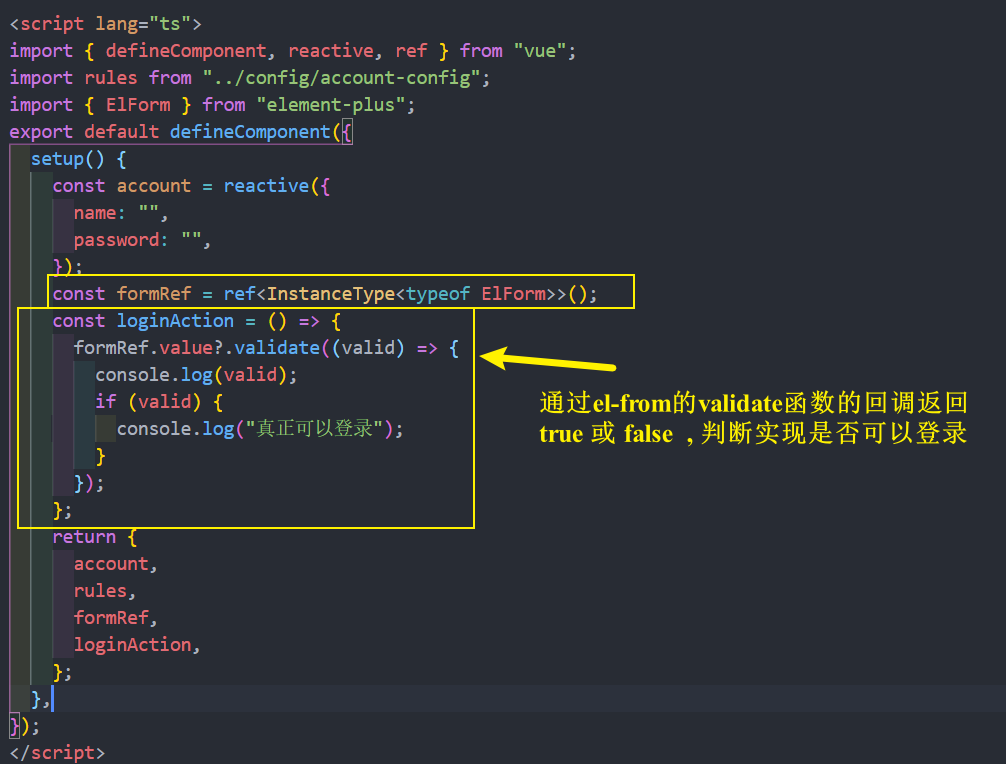 <script lang="ts">
import { defineComponent, reactive, ref } from "vue";
import rules from "../config/account-config";
import { ElForm } from "element-plus";
export default defineComponent({
  setup() {
    const account = reactive({
      name: "",
      password: "",
    });
    const formRef = ref<InstanceType<typeof ElForm>>();
    const loginAction = () => {
      formRef.value?.validate((valid) => {
        console.log(valid);
        if (valid) {
          console.log("真正可以登录");
        }
      });
    };
    return {
      account,
      rules,
      formRef,
      loginAction,
    };
  },
});
</script>
通过el-from的validate函数的回调返回
true 或 false ，判断实现是否可以登录